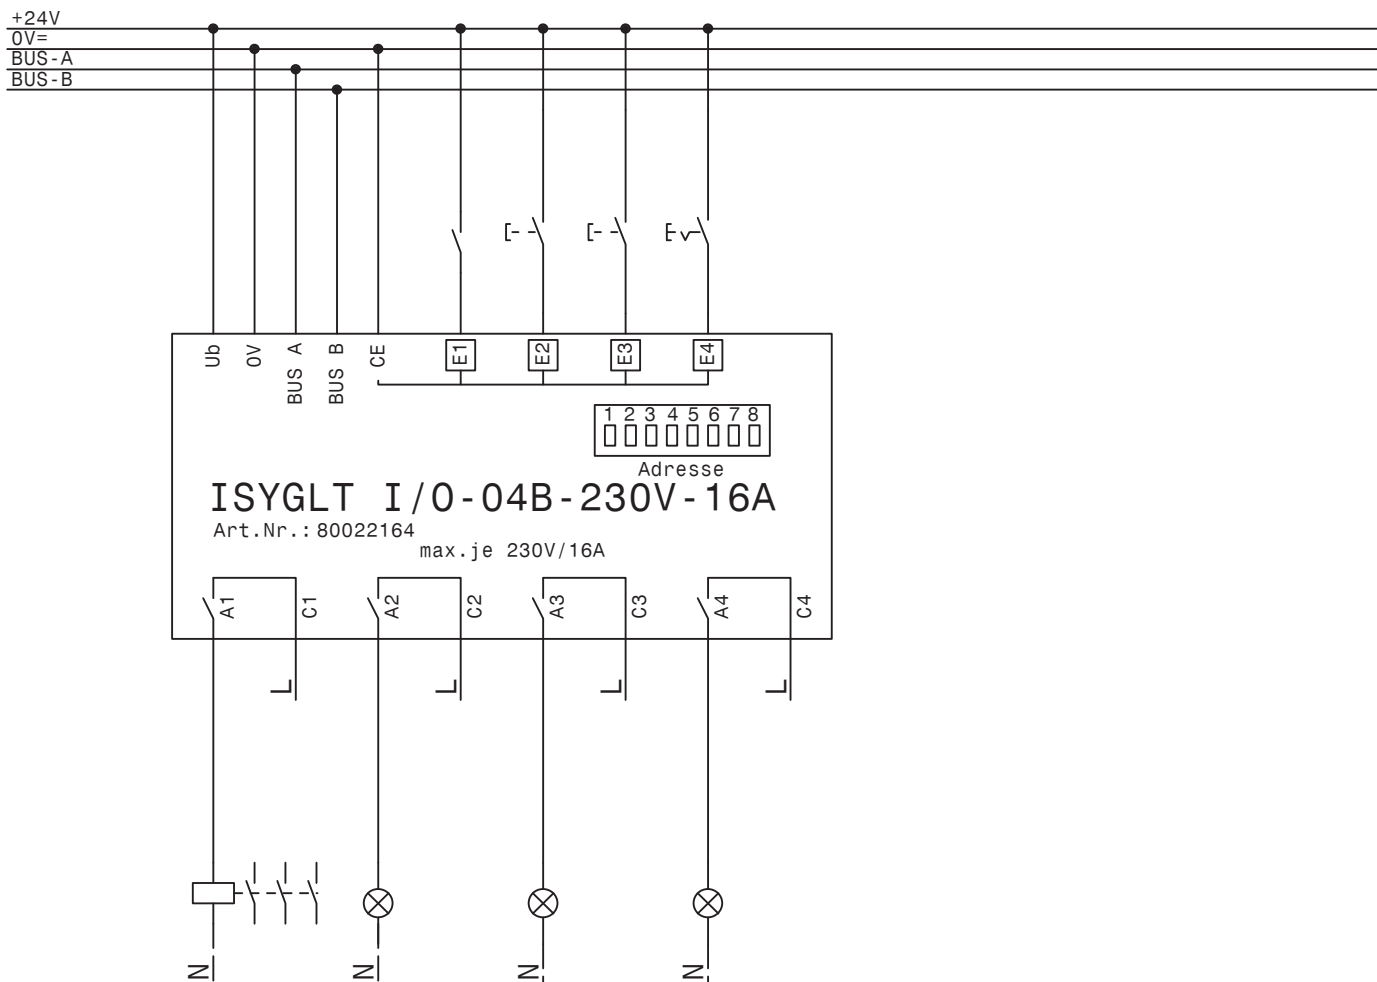 +24V
0V=
BUS-A
BUS-B
Ub 0V BUS A BUS B CE E1 E2 E3 E4
1 2 3 4 5 6 7 8
Adresse
ISYGLT I/O-04B-230V-16A
Art.Nr.: 80022164
max.je 230V/16A
A1 C1 A2 C2 A3 C3 A4 C4
L L L L
N N N N